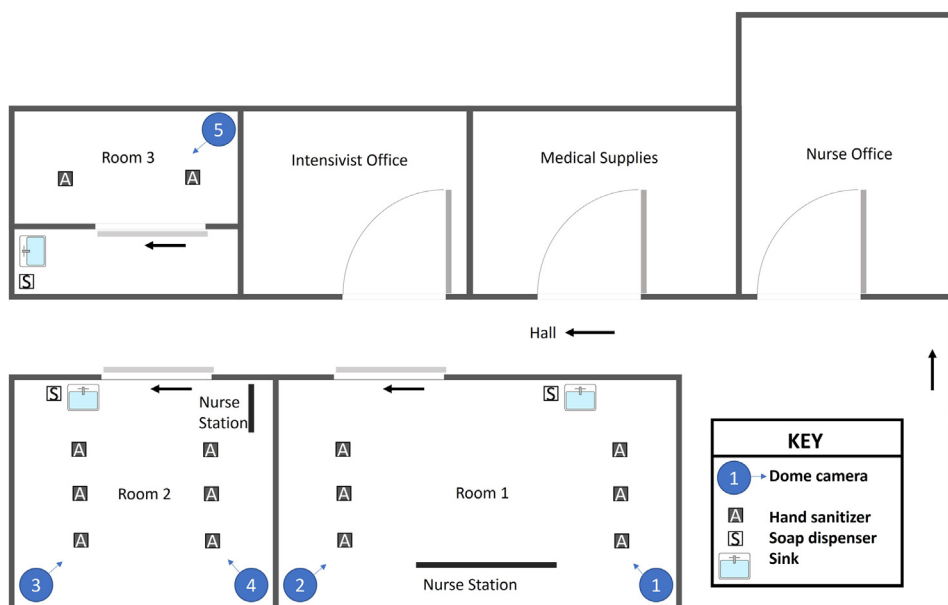 5
Room 3
A
A
S
Intensivist Office
Medical Supplies
Nurse Office
Hall
S
Nurse
Station
A
A
A
A
Room 2
A
A
A
3
4
S
A
A
A
Room 1
A
A
A
2
Nurse Station
1
KEY
1
Dome camera
A
Hand sanitizer
S
Soap dispenser
Sink